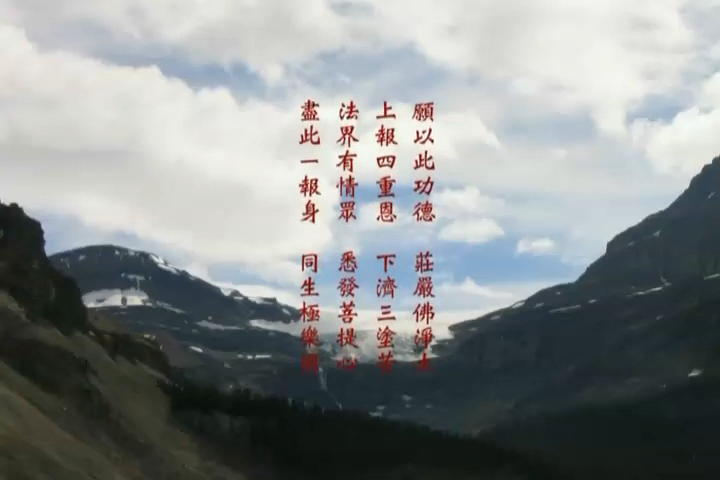 願以此功德　莊嚴佛淨土
上報四重恩　下濟三塗苦
法界有情眾　悉發菩提心
盡此一報身　同生極樂國